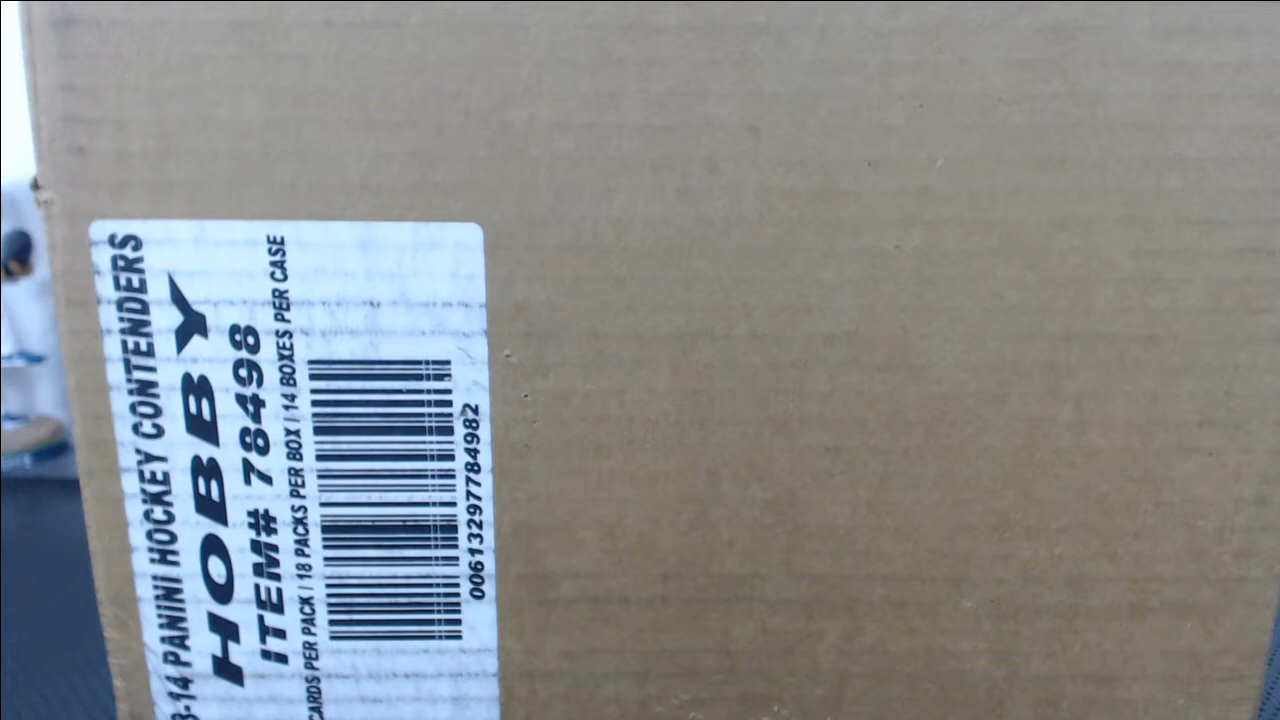 3-14 PANINI HOCKEY CONTENDERS
HOBBY
ITEM# 78498
CARDS PER PACK | 18 PACKS PER BOX | 14 BOXES PER CASE
00613297784982